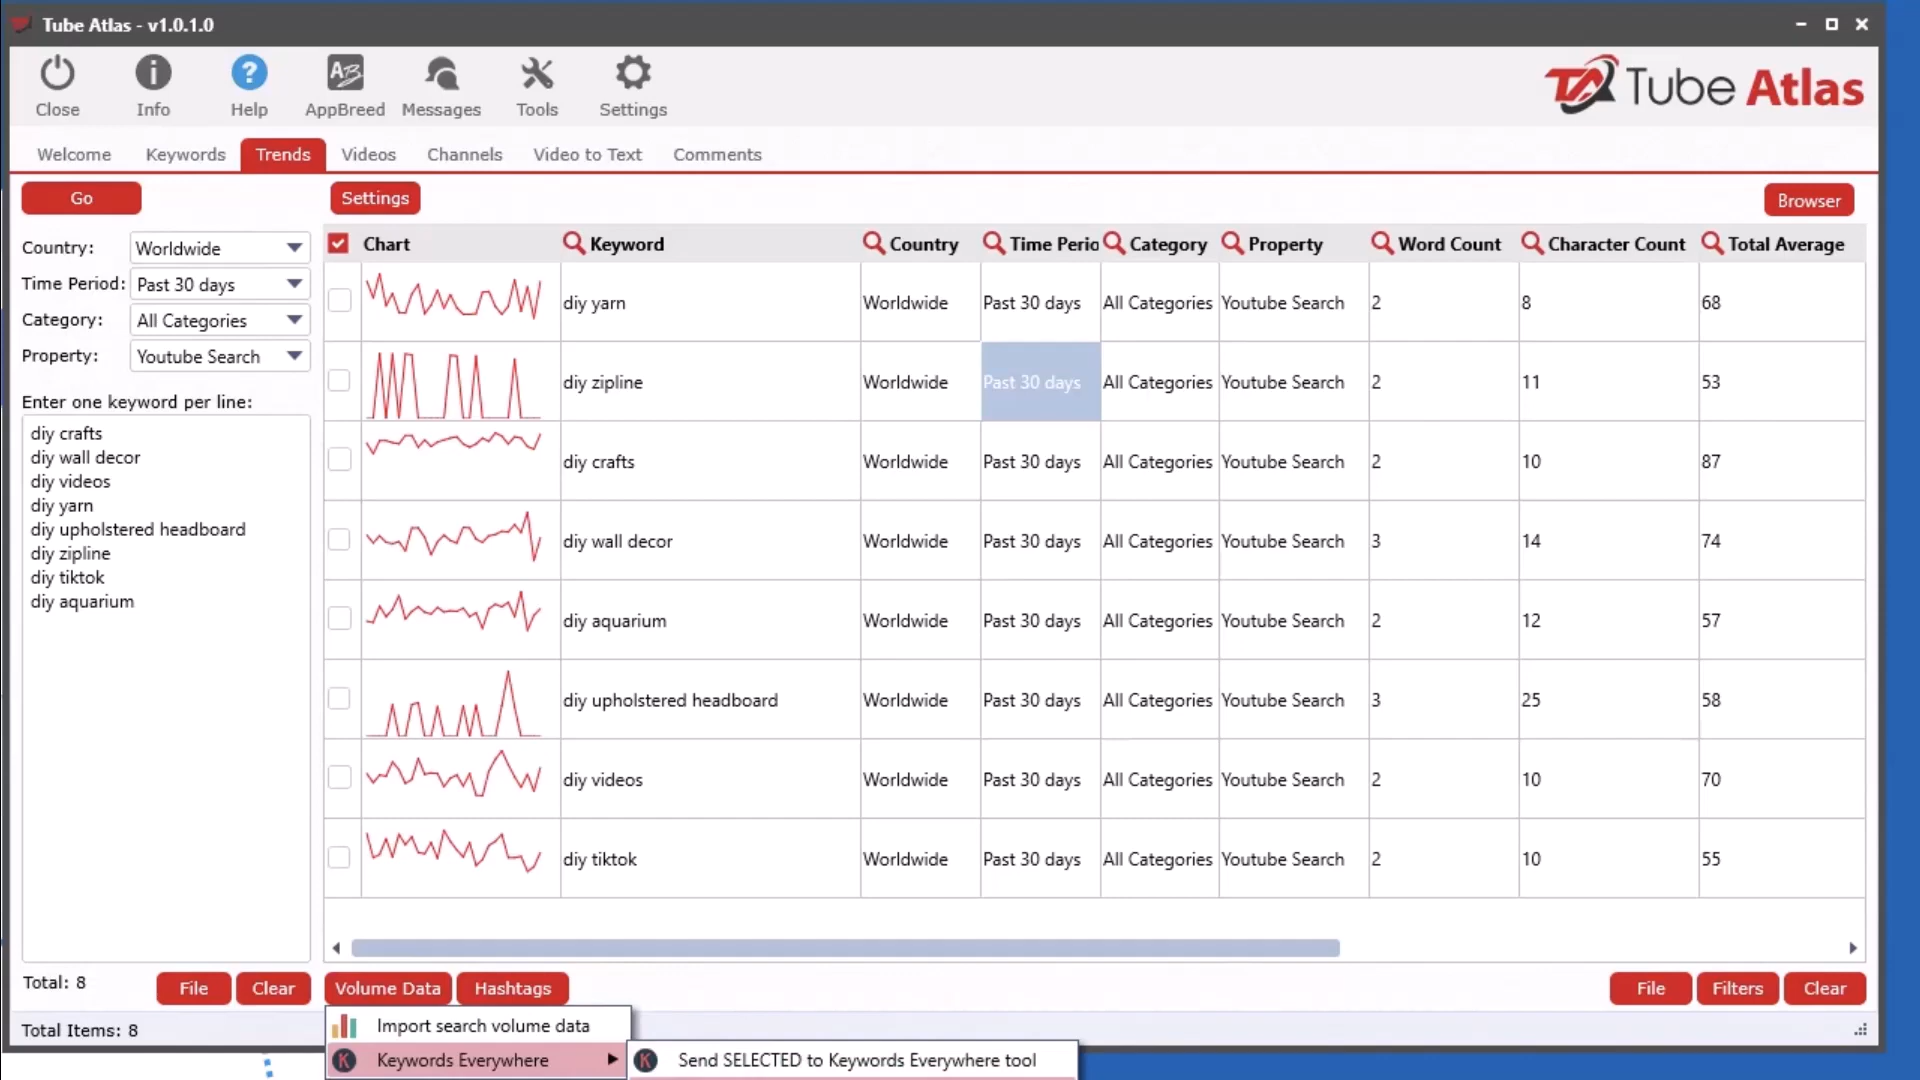 Tube Atlas - v1.0.1.0
Close Info Help AppBreed Messages Tools Settings
Tube Atlas
Welcome Keywords Trends Videos Channels Video to Text Comments
Go Settings Browser
Country: Worldwide
Time Period: Past 30 days
Category: All Categories
Property: Youtube Search
Enter one keyword per line:
diy crafts
diy wall decor
diy videos
diy yarn
diy upholstered headboard
diy zipline
diy tiktok
diy aquarium
Chart Keyword Country Time Perio Category Property Word Count Character Count Total Average
diy yarn Worldwide Past 30 days All Categories Youtube Search 2 8 68
diy zipline Worldwide Past 30 days All Categories Youtube Search 2 11 53
diy crafts Worldwide Past 30 days All Categories Youtube Search 2 10 87
diy wall decor Worldwide Past 30 days All Categories Youtube Search 3 14 74
diy aquarium Worldwide Past 30 days All Categories Youtube Search 2 12 57
diy upholstered headboard Worldwide Past 30 days All Categories Youtube Search 3 25 58
diy videos Worldwide Past 30 days All Categories Youtube Search 2 10 70
diy tiktok Worldwide Past 30 days All Categories Youtube Search 2 10 55
Total: 8 File Clear Volume Data Hashtags File Filters Clear
Total Items: 8
Import search volume data
K Keywords Everywhere
K Send SELECTED to Keywords Everywhere tool